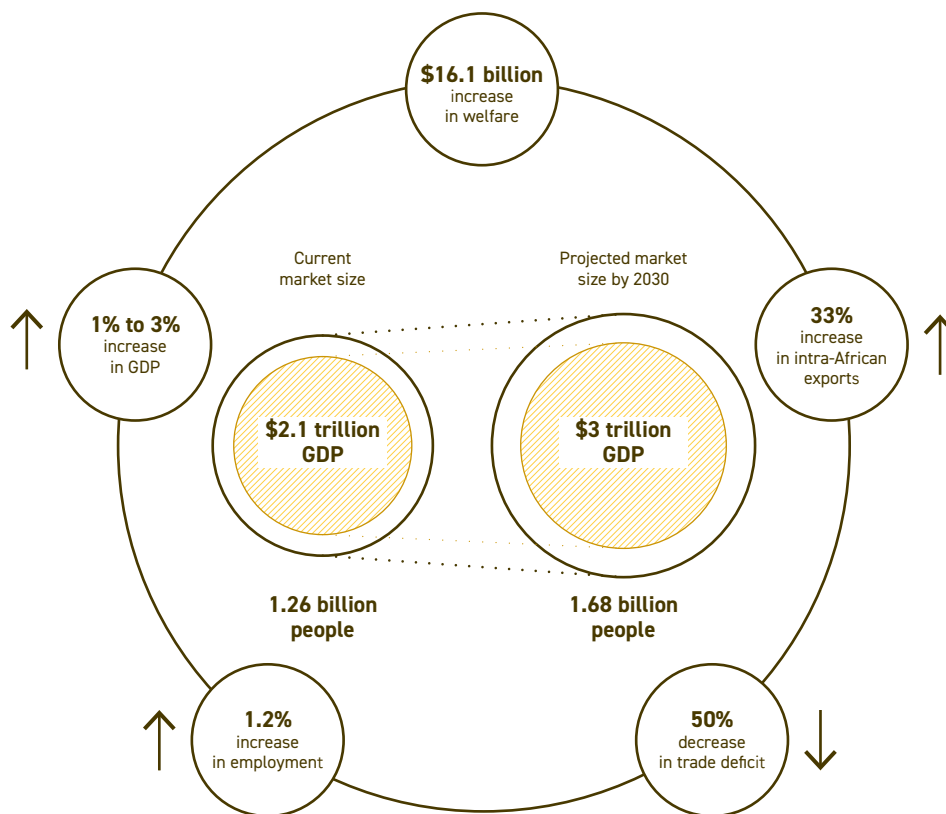 $16.1 billion
increase
in welfare
Current
market size
Projected market
size by 2030
1% to 3%
increase
in GDP
33%
increase
in intra-African
exports
$2.1 trillion
GDP
$3 trillion
GDP
1.26 billion
people
1.68 billion
people
1.2%
increase
in employment
50%
decrease
in trade deficit